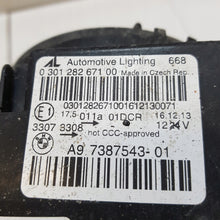 AL Automotive Lighting 668
0 301 282 671 00 Made in Czech Rep.
0301282671001612130071
E1 17.5 011a 01DCR 16.12.13
3307 3308 not CCC-approved 12/24V
A9 7387543-01